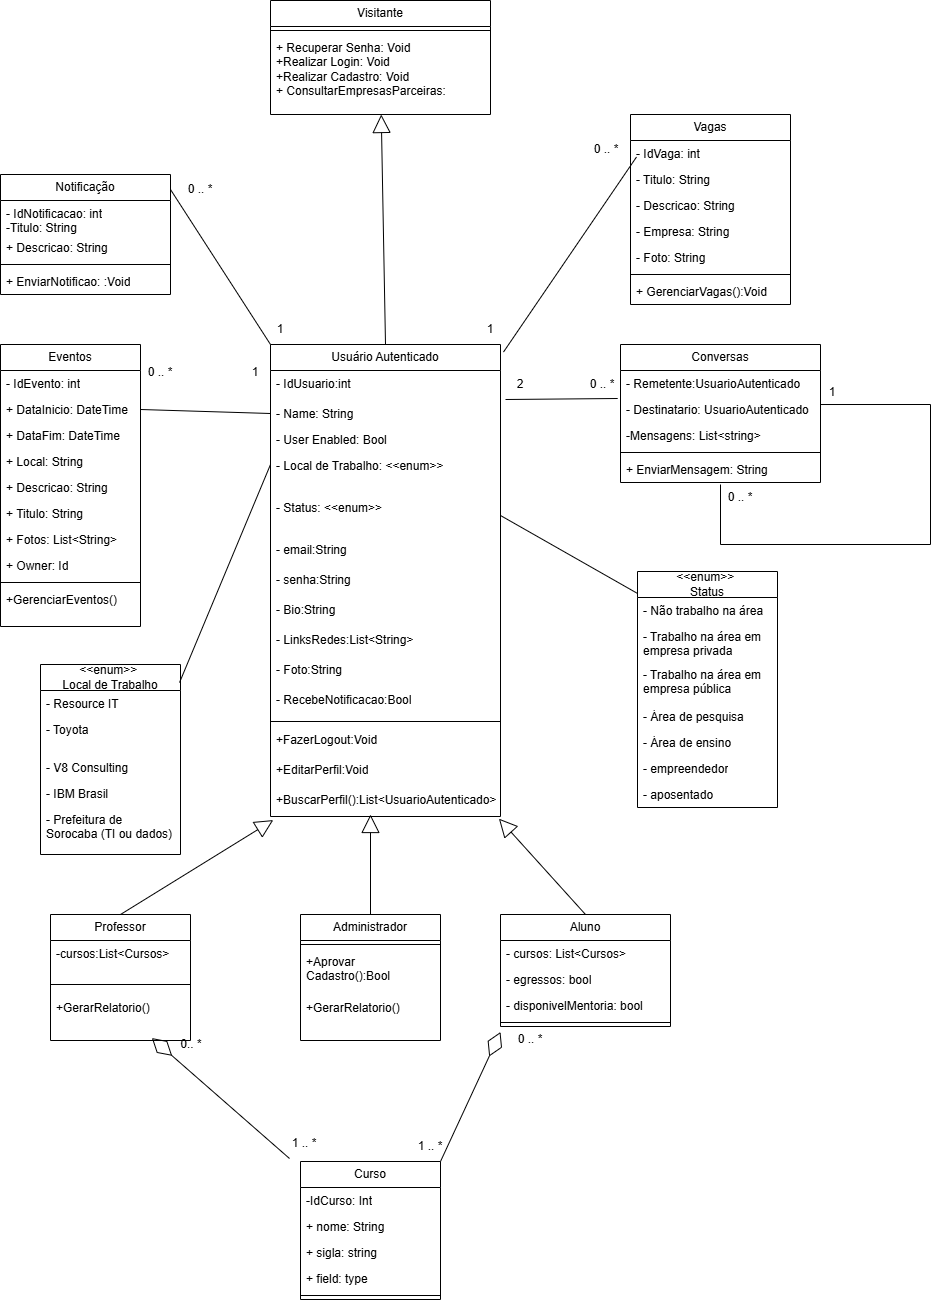 Visitante
+ Recuperar Senha: Void
+Realizar Login: Void
+Realizar Cadastro: Void
+ ConsultarEmpresasParceiras:
Vagas
0 .. *
- IdVaga: int
- Titulo: String
- Descricao: String
- Empresa: String
- Foto: String
+ GerenciarVagas():Void
Notificação
0 .. *
- IdNotificacao: int
-Titulo: String
+ Descricao: String
+ EnviarNotificao: :Void
1
1
Eventos
0 .. *
1
- IdEvento: int
+ DataInicio: DateTime
+ DataFim: DateTime
+ Local: String
+ Descricao: String
+ Titulo: String
+ Fotos: List<String>
+ Owner: Id
+GerenciarEventos()
Usuário Autenticado
- IdUsuario:int
- Name: String
- User Enabled: Bool
- Local de Trabalho: <<enum>>
- Status: <<enum>>
- email:String
- senha:String
- Bio:String
- LinksRedes:List<String>
- Foto:String
- RecebeNotificacao:Bool
+FazerLogout:Void
+EditarPerfil:Void
+BuscarPerfil():List<UsuarioAutenticado>
2
0 .. *
Conversas
- Remetente:UsuarioAutenticado
- Destinatario: UsuarioAutenticado
-Mensagens: List<string>
+ EnviarMensagem: String
1
0 .. *
<<enum>>
Status
- Não trabalho na área
- Trabalho na área em
empresa privada
- Trabalho na área em
empresa pública
- Área de pesquisa
- Área de ensino
- empreendedor
- aposentado
<<enum>>
Local de Trabalho
- Resource IT
- Toyota
- V8 Consulting
- IBM Brasil
- Prefeitura de
Sorocaba (TI ou dados)
Professor
-cursos:List<Cursos>
+GerarRelatorio()
Administrador
+Aprovar
Cadastro():Bool
+GerarRelatorio()
Aluno
- cursos: List<Cursos>
- egressos: bool
- disponivelMentoria: bool
0.. *
0 .. *
1 .. *
1 .. *
Curso
-IdCurso: Int
+ nome: String
+ sigla: string
+ field: type